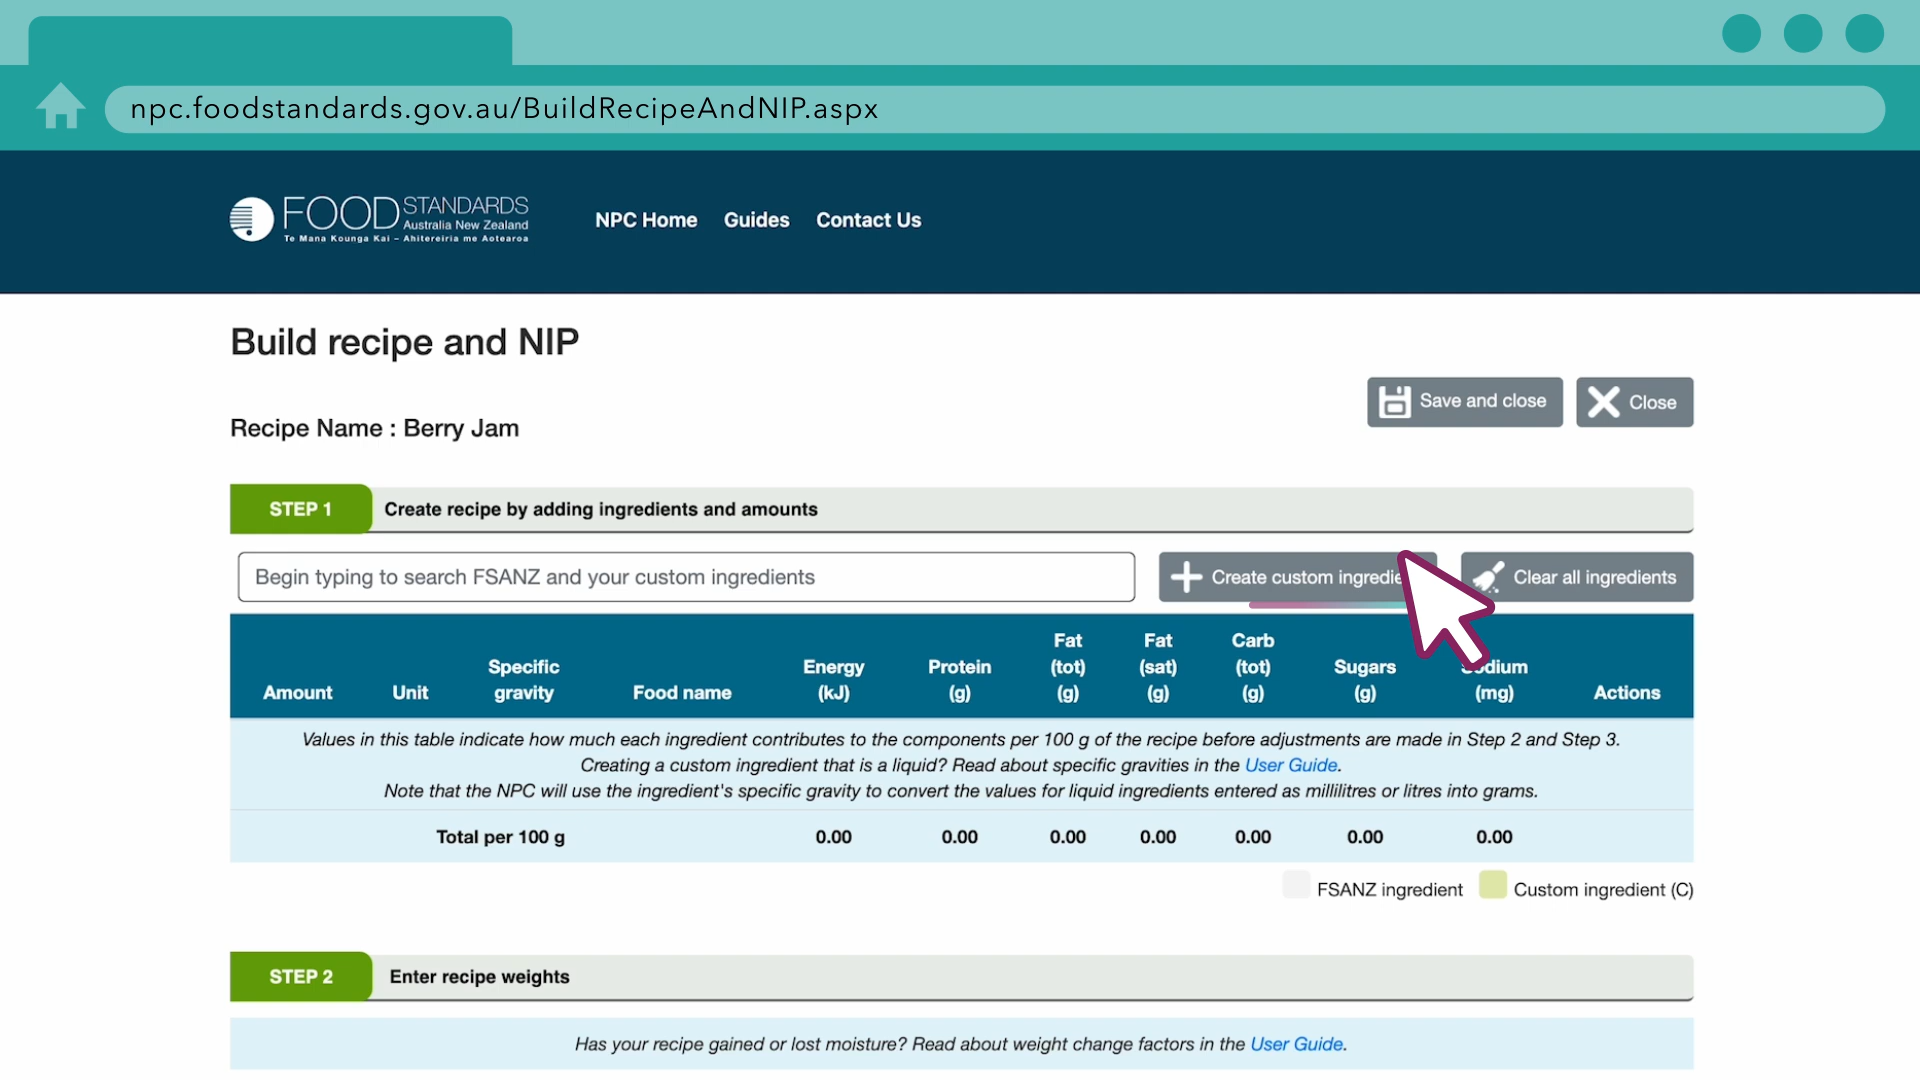 npc.foodstandards.gov.au/BuildRecipeAndNIP.aspx
FOOD STANDARDS
Australia New Zealand
Te Mana Kounga Kai – Ahitereiria me Aotearoa
NPC Home Guides Contact Us
Build recipe and NIP
Save and close Close
Recipe Name : Berry Jam
STEP 1 Create recipe by adding ingredients and amounts
Begin typing to search FSANZ and your custom ingredients Create custom Clear all ingredients
Amount Unit Specific gravity Food name Energy (kJ) Protein (g) Fat (tot) (g) Fat (sat) (g) Carb (tot) (g) Sugars (g) (mg) Actions
Values in this table indicate how much each ingredient contributes to the components per 100 g of the recipe before adjustments are made in Step 2 and Step 3.
Creating a custom ingredient that is a liquid? Read about specific gravities in the User Guide.
Note that the NPC will use the ingredient's specific gravity to convert the values for liquid ingredients entered as millilitres or litres into grams.
Total per 100 g 0.00 0.00 0.00 0.00 0.00 0.00 0.00
FSANZ ingredient Custom ingredient (C)
STEP 2 Enter recipe weights
Has your recipe gained or lost moisture? Read about weight change factors in the User Guide.